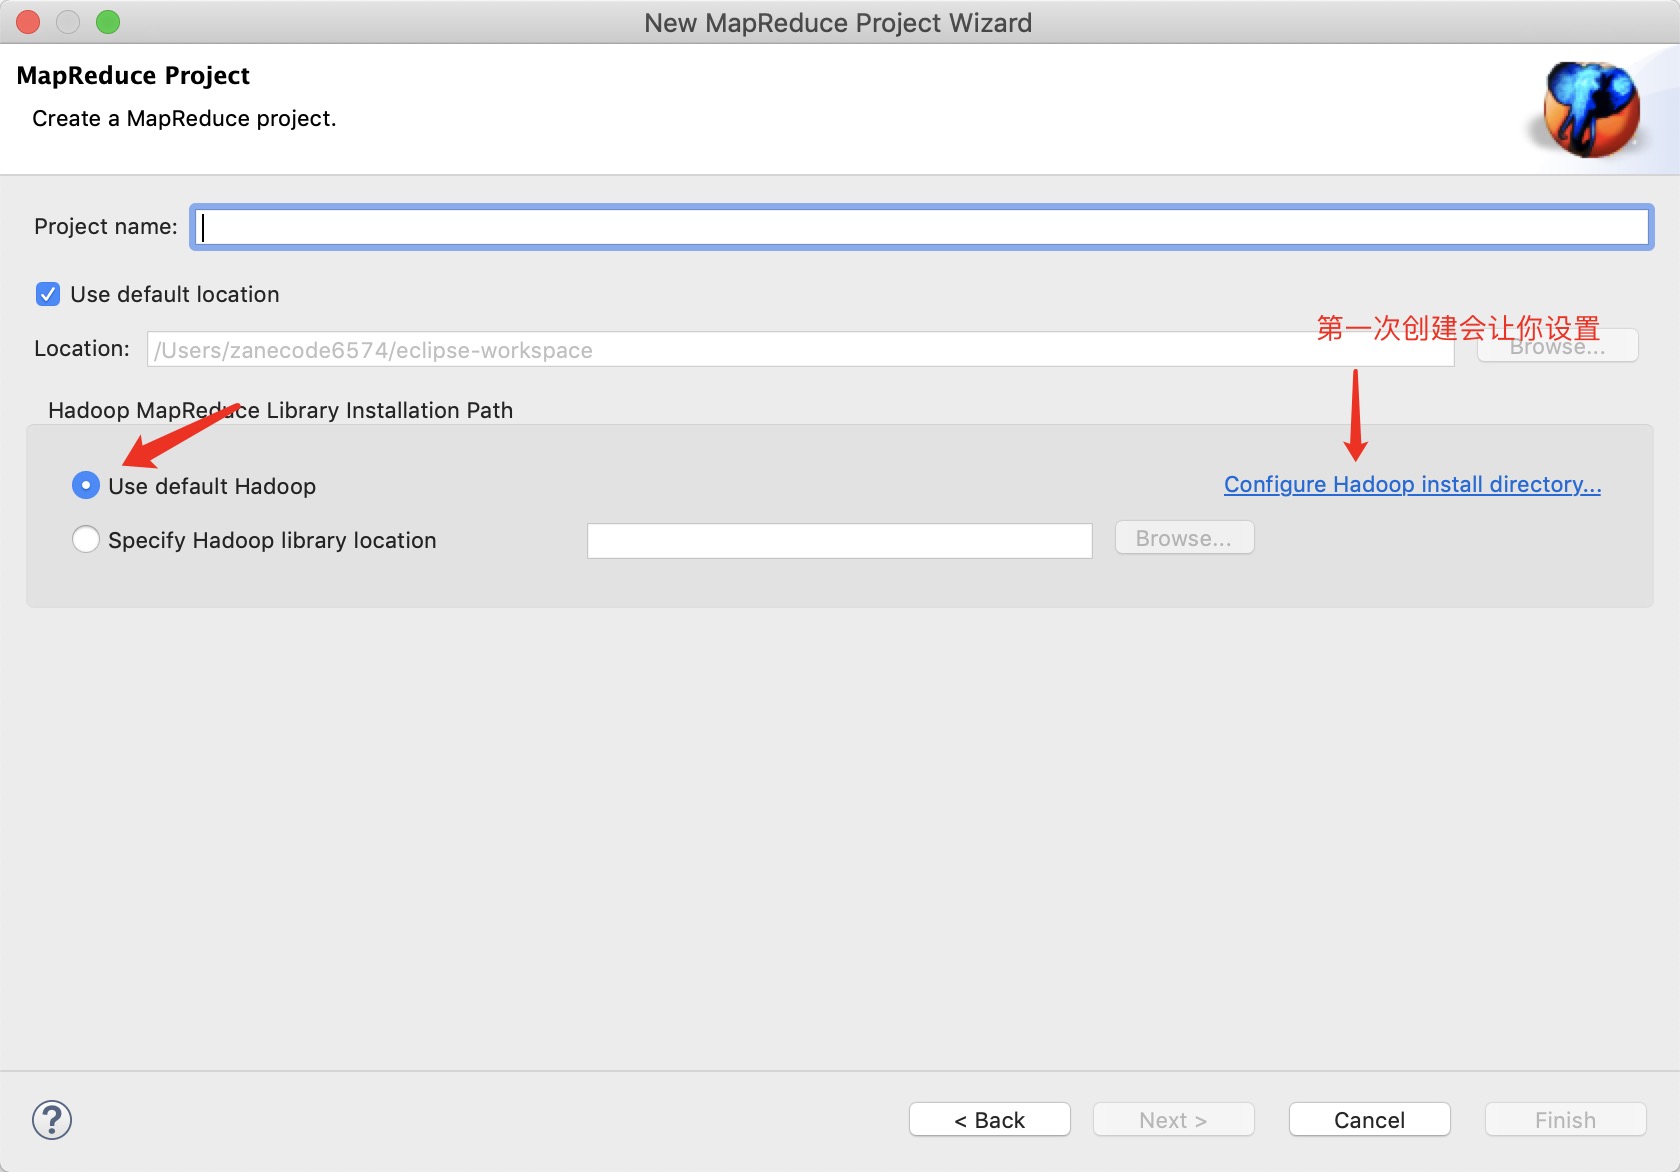 New MapReduce Project Wizard
MapReduce Project
Create a MapReduce project.
Project name:
Use default location
第一次创建会让你设置
Location: /Users/zanecode6574/eclipse-workspace Browse...
Hadoop MapReduce Library Installation Path
Use default Hadoop Configure Hadoop install directory...
Specify Hadoop library location Browse...
? < Back Next > Cancel Finish